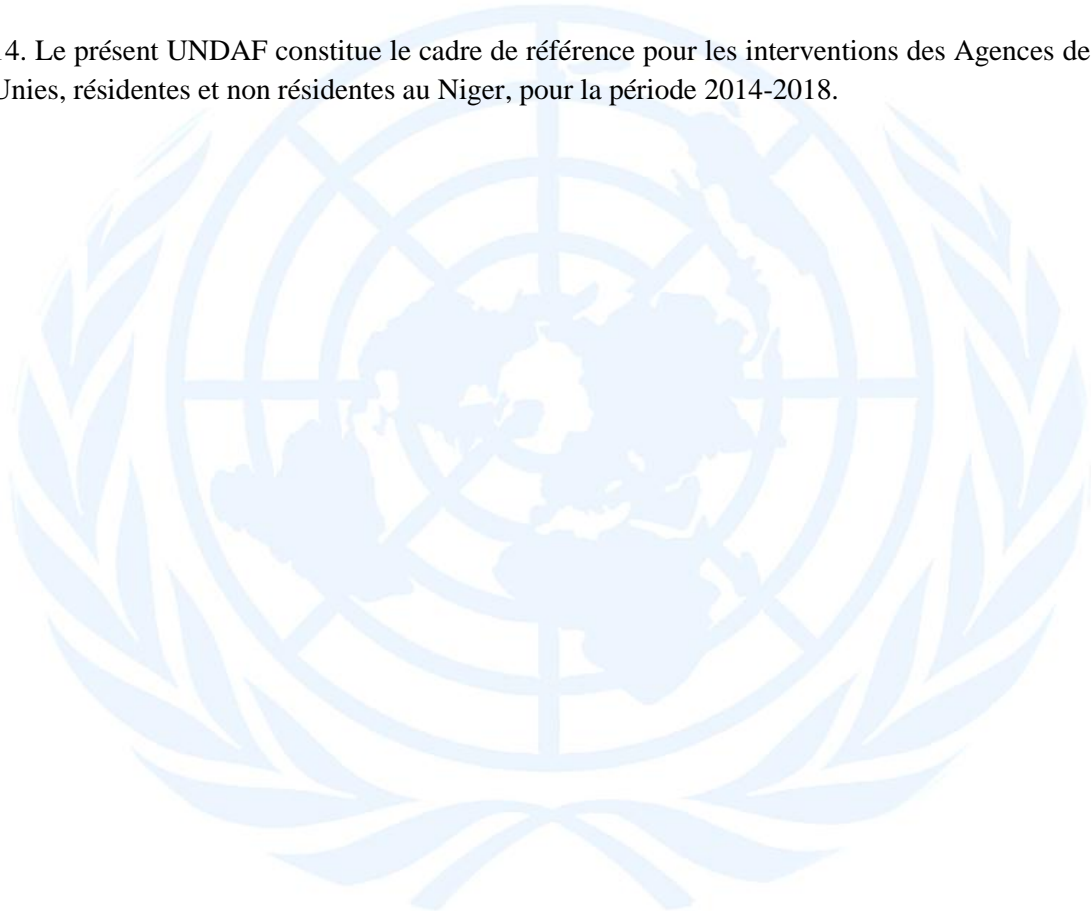 14. Le présent UNDAF constitue le cadre de référence pour les interventions des Agences de
Unies, résidentes et non résidentes au Niger, pour la période 2014-2018.